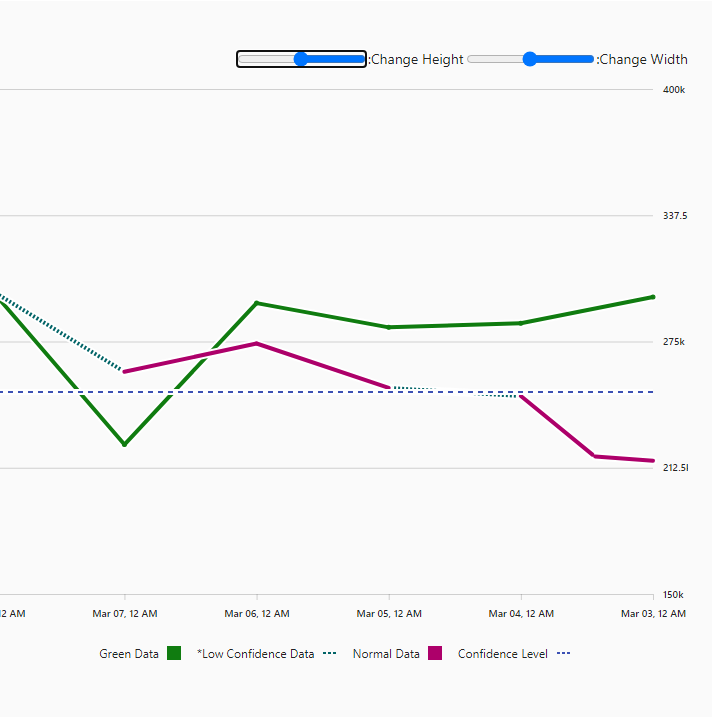 :Change Height :Change Width
400k
337.5
275k
212.5l
150k
12 AM Mar 07, 12 AM Mar 06, 12 AM Mar 05, 12 AM Mar 04, 12 AM Mar 03, 12 AM
Green Data *Low Confidence Data Normal Data Confidence Level